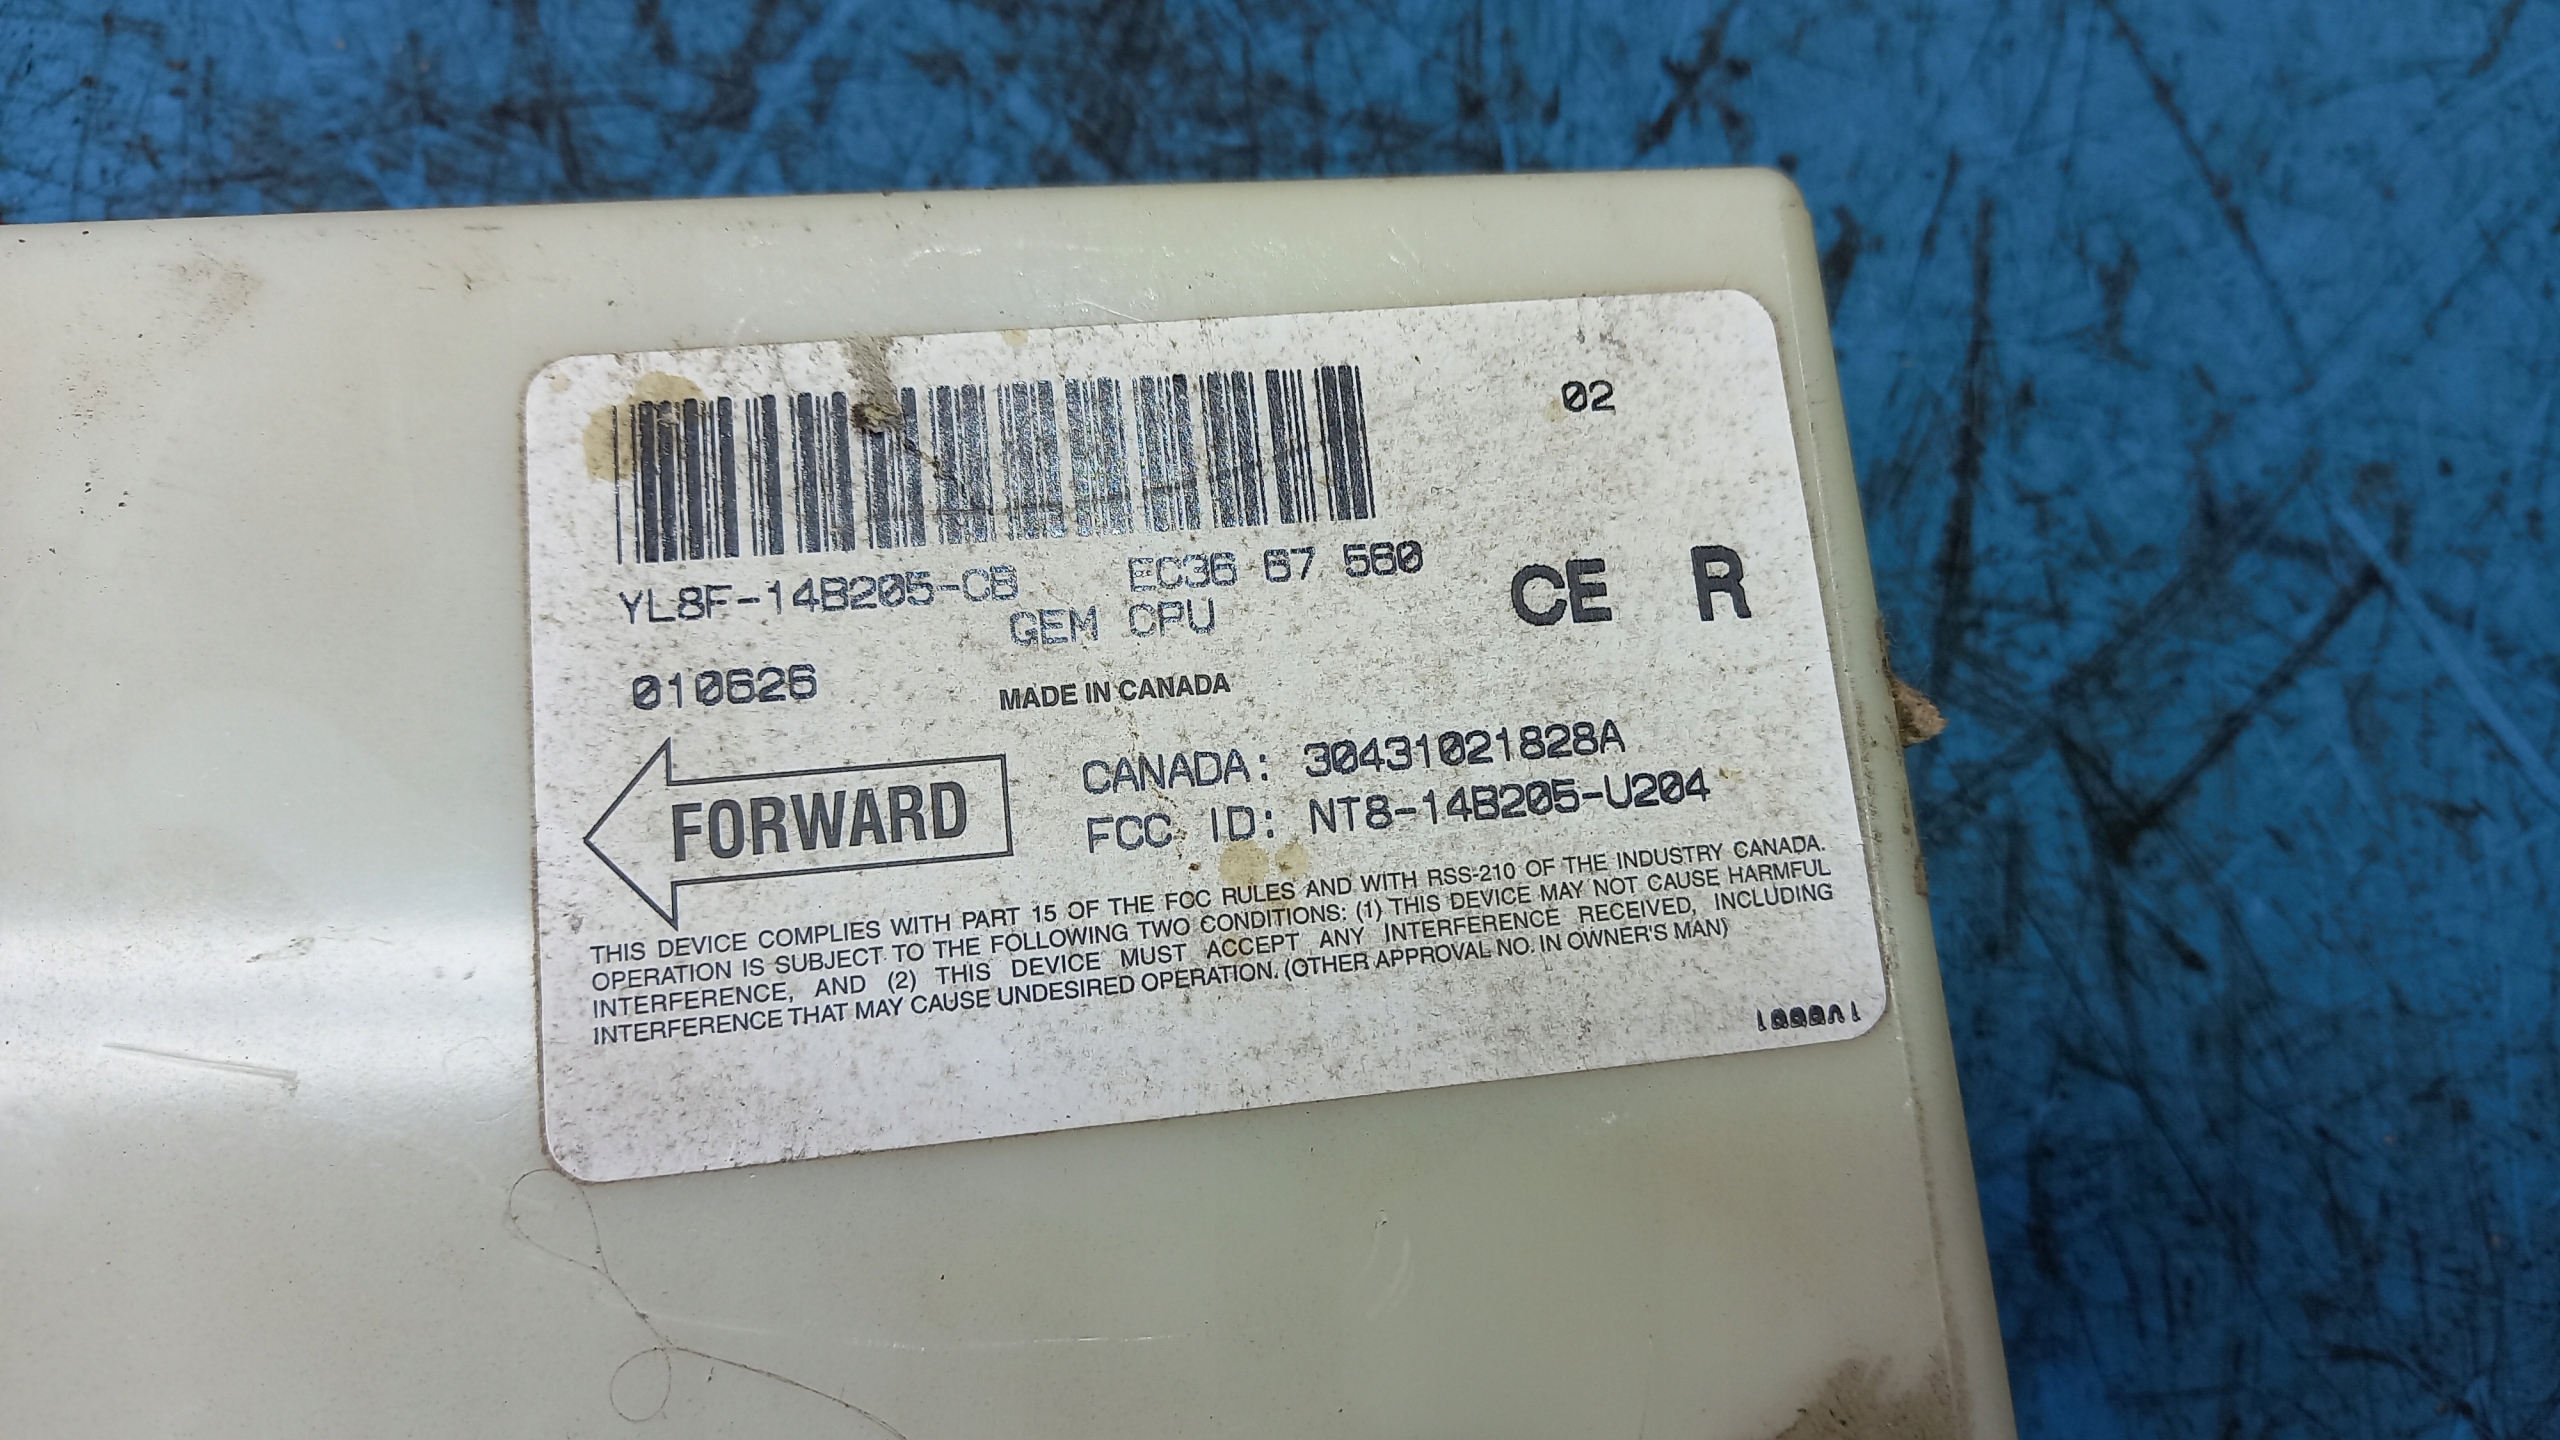 02
YL8F-14B205-CB EC36 67 560
GEM CPU
CE R
010626
MADE IN CANADA
FORWARD
CANADA: 30431021828A
FCC ID: NT8-14B205-U204
THIS DEVICE COMPLIES WITH PART 15 OF THE FCC RULES AND WITH RSS-210 OF THE INDUSTRY CANADA.
OPERATION IS SUBJECT TO THE FOLLOWING TWO CONDITIONS: (1) THIS DEVICE MAY NOT CAUSE HARMFUL
INTERFERENCE, AND (2) THIS DEVICE MUST ACCEPT ANY INTERFERENCE RECEIVED, INCLUDING
INTERFERENCE THAT MAY CAUSE UNDESIRED OPERATION. (OTHER APPROVAL NO. IN OWNER'S MAN)